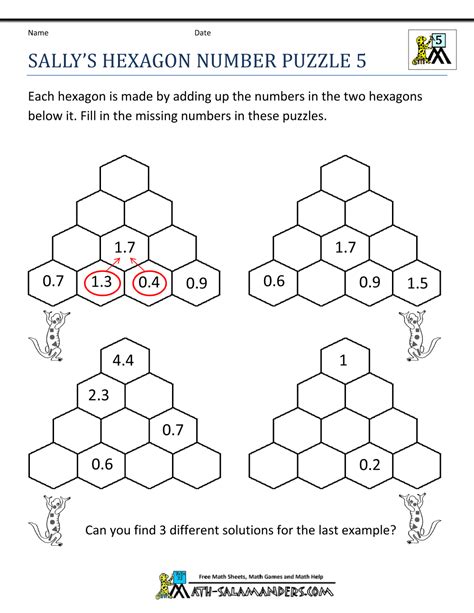 Name Date
5
SALLY'S HEXAGON NUMBER PUZZLE 5
Each hexagon is made by adding up the numbers in the two hexagons
below it. Fill in the missing numbers in these puzzles.
1.7
0.7 1.3 0.4 0.9
1.7
0.6 0.9 1.5
4.4
2.3
0.7
0.6
1
0.2
Can you find 3 different solutions for the last example?
Free Math Sheets, Math Games and Math Help
MATH-SALAMANDERS.COM